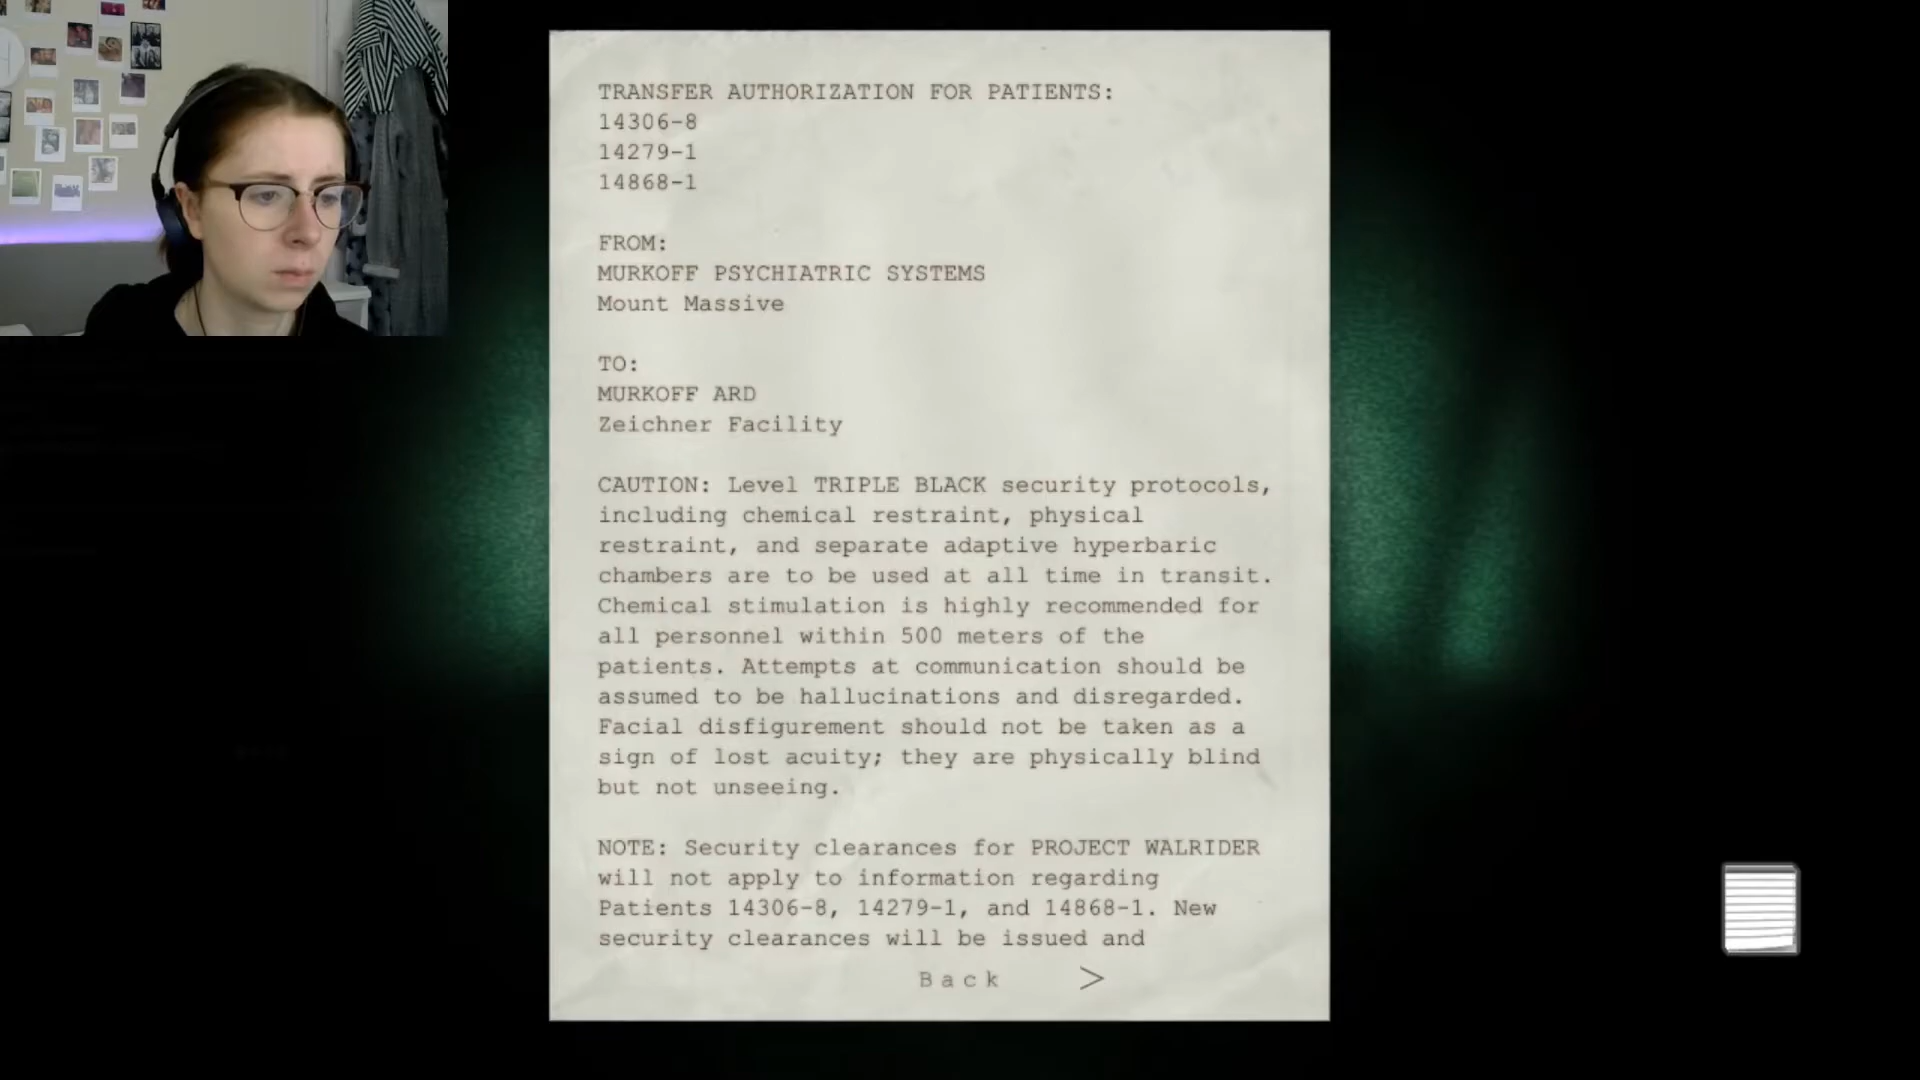 TRANSFER AUTHORIZATION FOR PATIENTS:
14306-8
14279-1
14868-1
FROM:
MURKOFF PSYCHIATRIC SYSTEMS
Mount Massive
TO:
MURKOFF ARD
Zeichner Facility
CAUTION: Level TRIPLE BLACK security protocols,
including chemical restraint, physical
restraint, and separate adaptive hyperbaric
chambers are to be used at all time in transit.
Chemical stimulation is highly recommended for
all personnel within 500 meters of the
patients. Attempts at communication should be
assumed to be hallucinations and disregarded.
Facial disfigurement should not be taken as a
sign of lost acuity; they are physically blind
but not unseeing.
NOTE: Security clearances for PROJECT WALRIDER
will not apply to information regarding
Patients 14306-8, 14279-1, and 14868-1. New
security clearances will be issued and
Back >